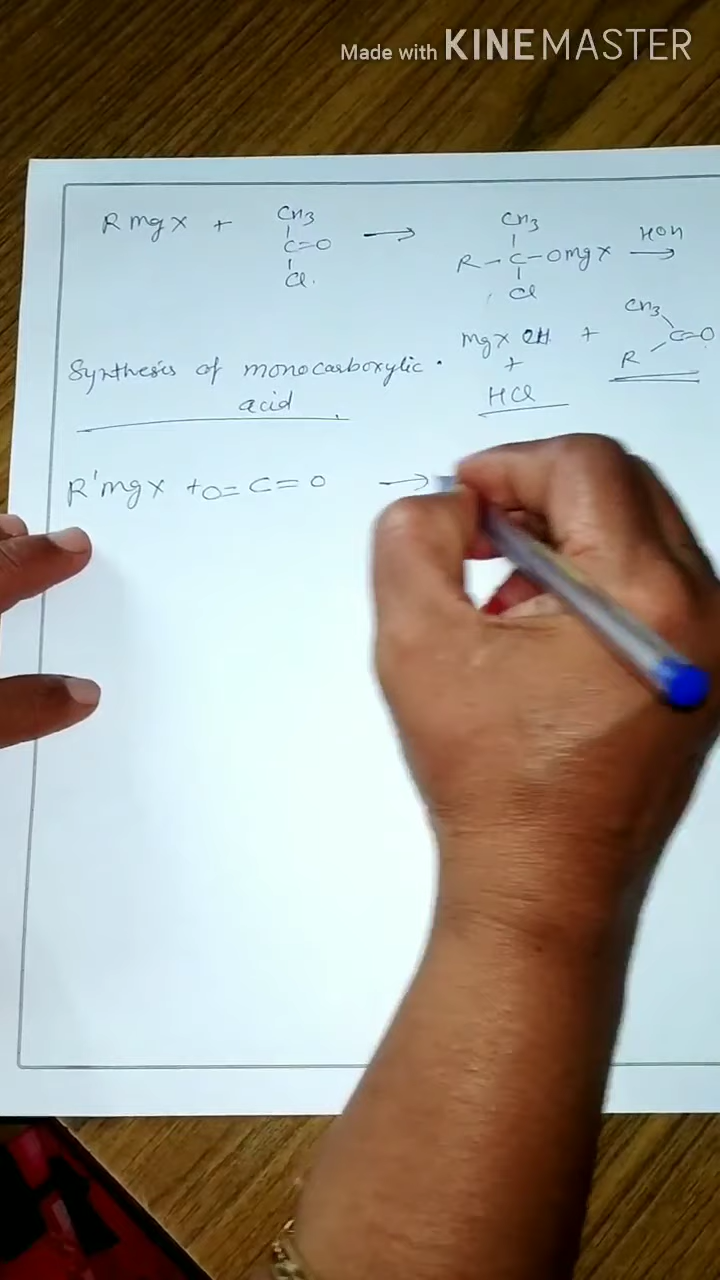 Made with KINEMASTER
Rmgx + CH3 C=O Cl. → CH3 R-C-Omgx Cl HOH →
mgx OH + CH3 C=O R
+
HCl
Synthesis of monocarboxylic.
acid
R'mgx + O=C=O →